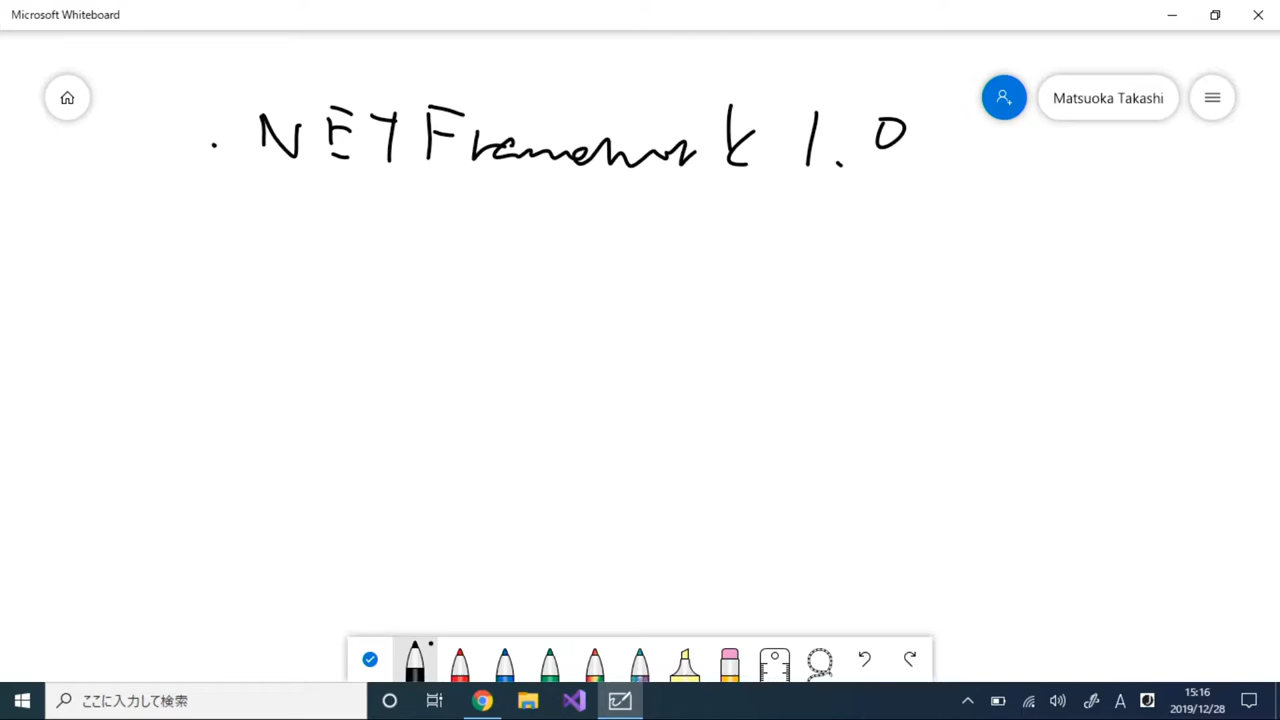 Microsoft Whiteboard
Matsuoka Takashi
.NET Framework 1.0
ここに入力して検索
A
15:16
2019/12/28